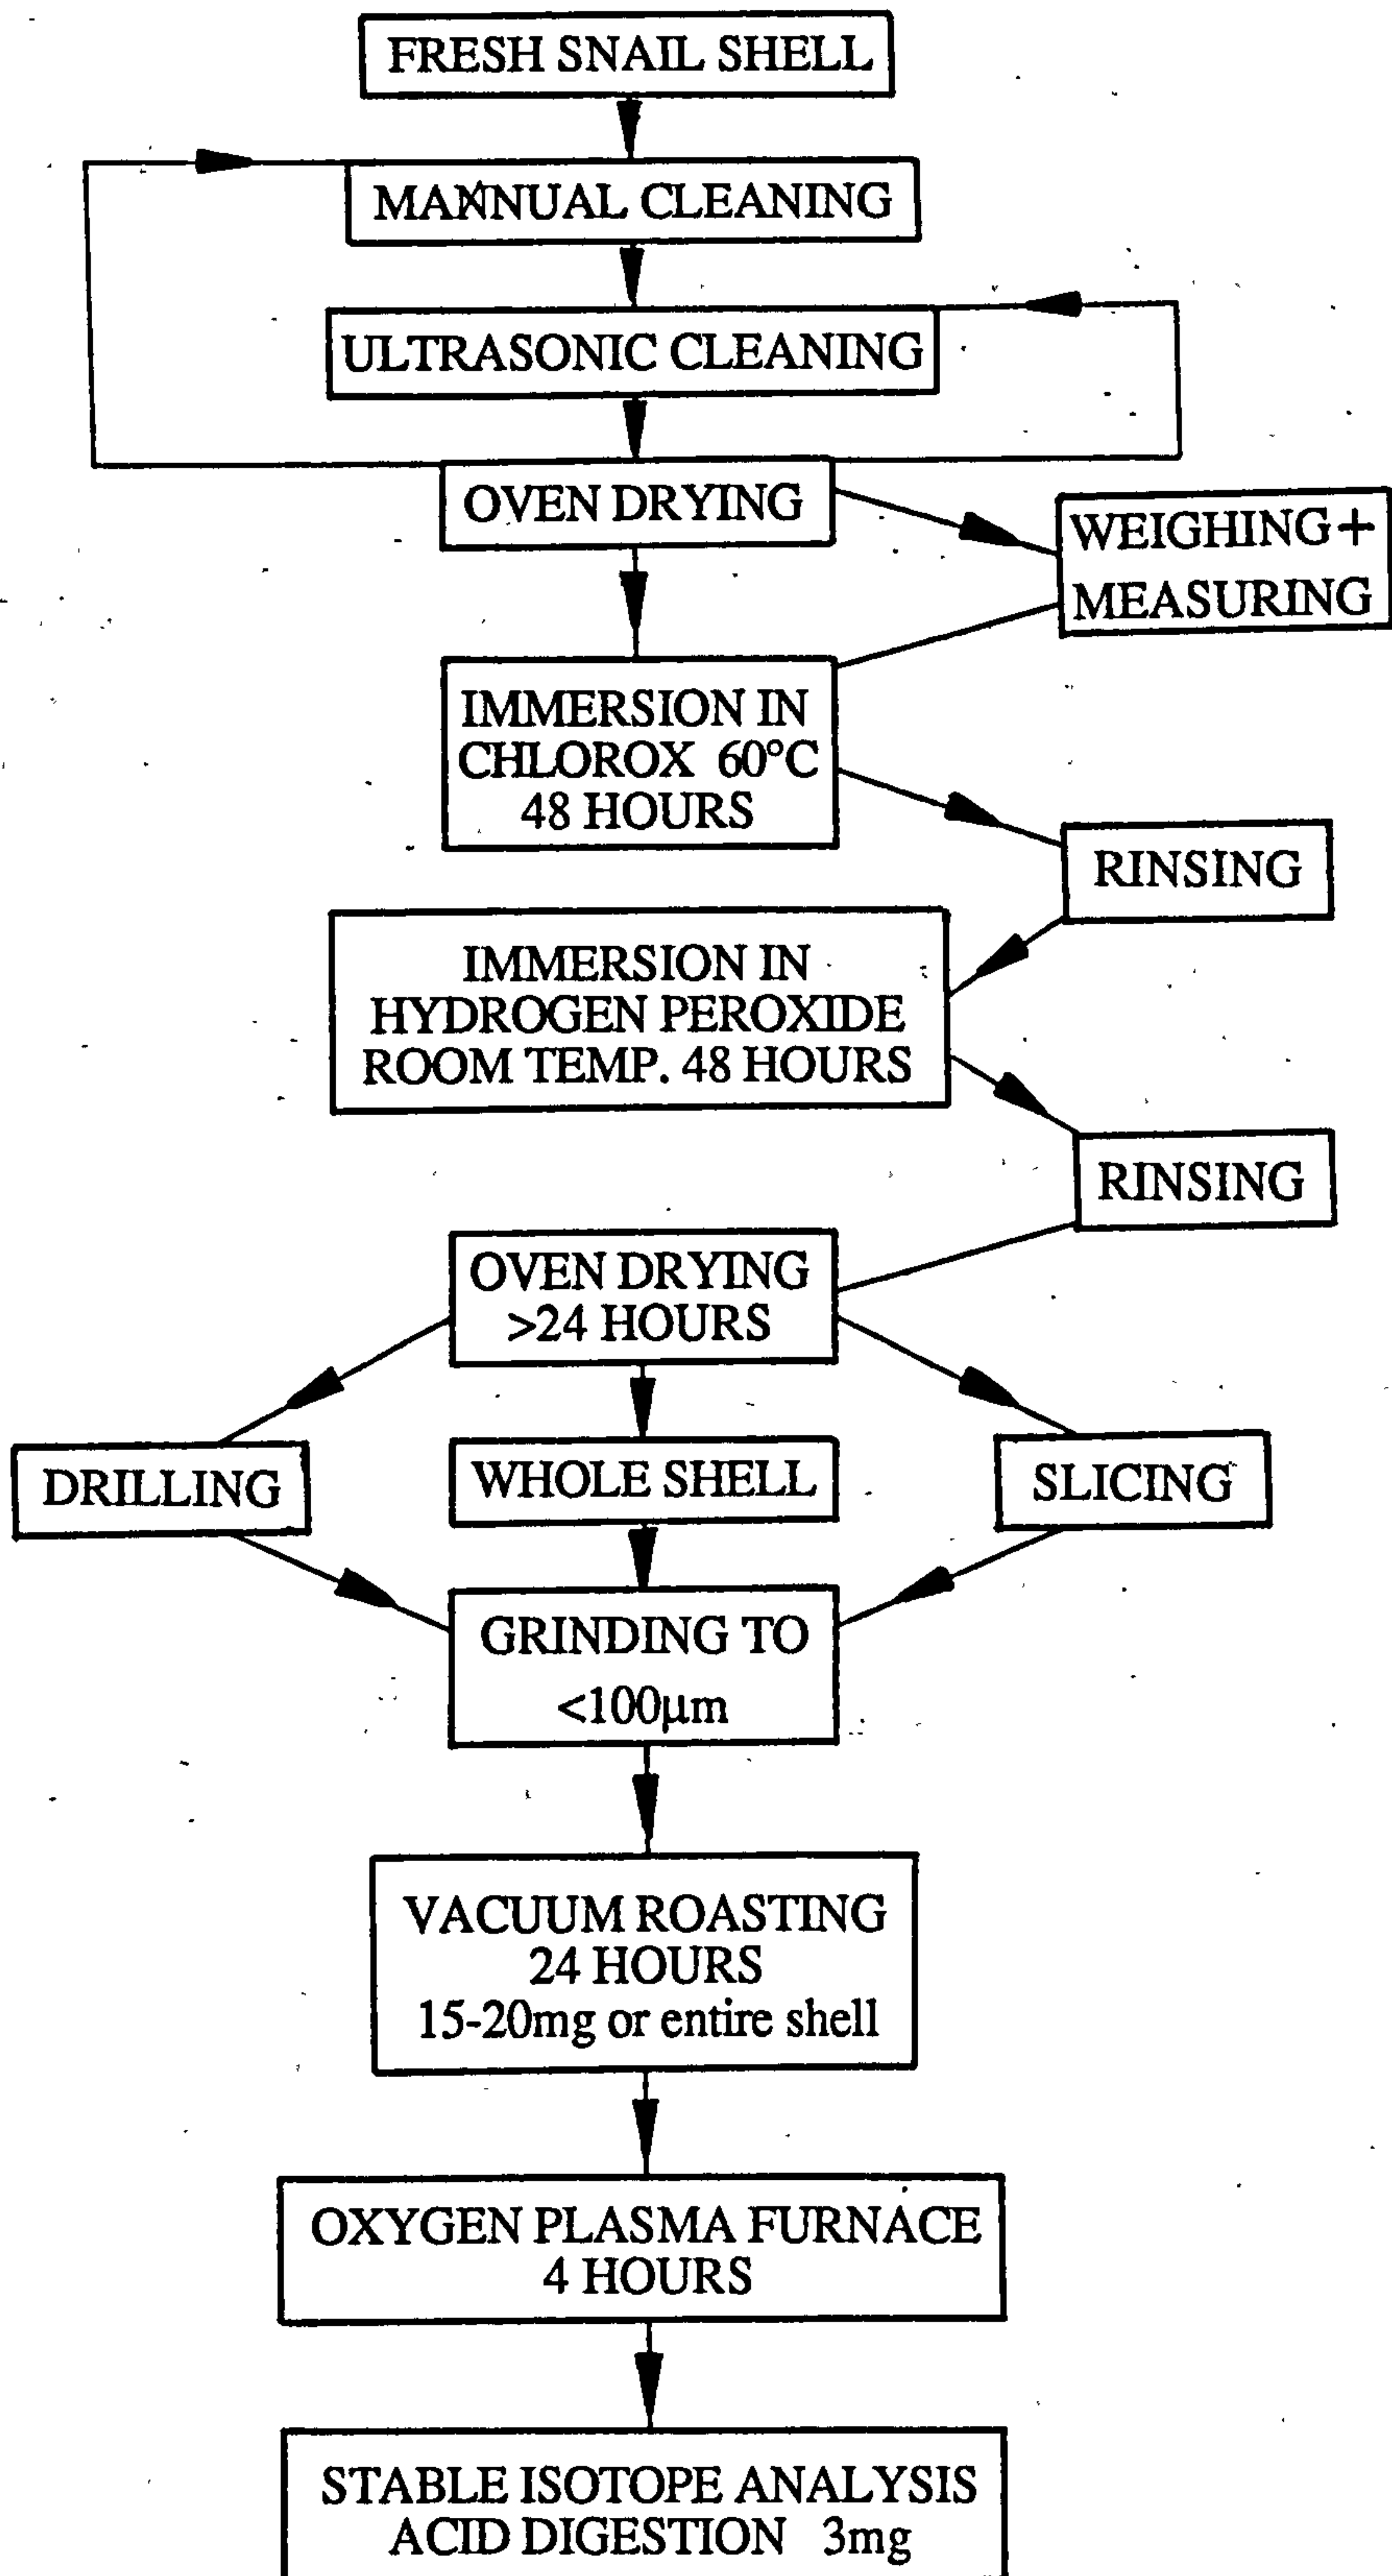 FRESH SNAIL SHELL
MANNUAL CLEANING
ULTRASONIC CLEANING
OVEN DRYING
WEIGHING +
MEASURING
IMMERSION IN
CHLOROX 60°C
48 HOURS
RINSING
IMMERSION IN
HYDROGEN PEROXIDE
ROOM TEMP. 48 HOURS
RINSING
OVEN DRYING
>24 HOURS
DRILLING
WHOLE SHELL
SLICING
GRINDING TO
<100μm
VACUUM ROASTING
24 HOURS
15-20mg or entire shell
OXYGEN PLASMA FURNACE
4 HOURS
STABLE ISOTOPE ANALYSIS
ACID DIGESTION 3mg